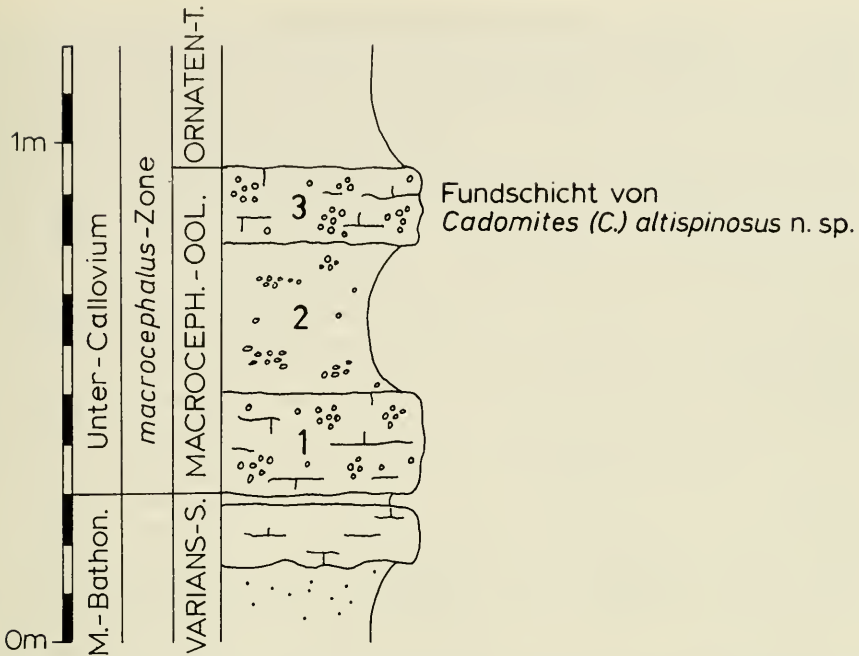 1m
0m
Unter-Callovium
M.-Bathon.
macrocephalus-Zone
ORNATEN-T.
MACROCEPH.-OOL.
VARIANS-S.
3
2
1
Fundschicht von
Cadomites (C.) altispinosus n. sp.